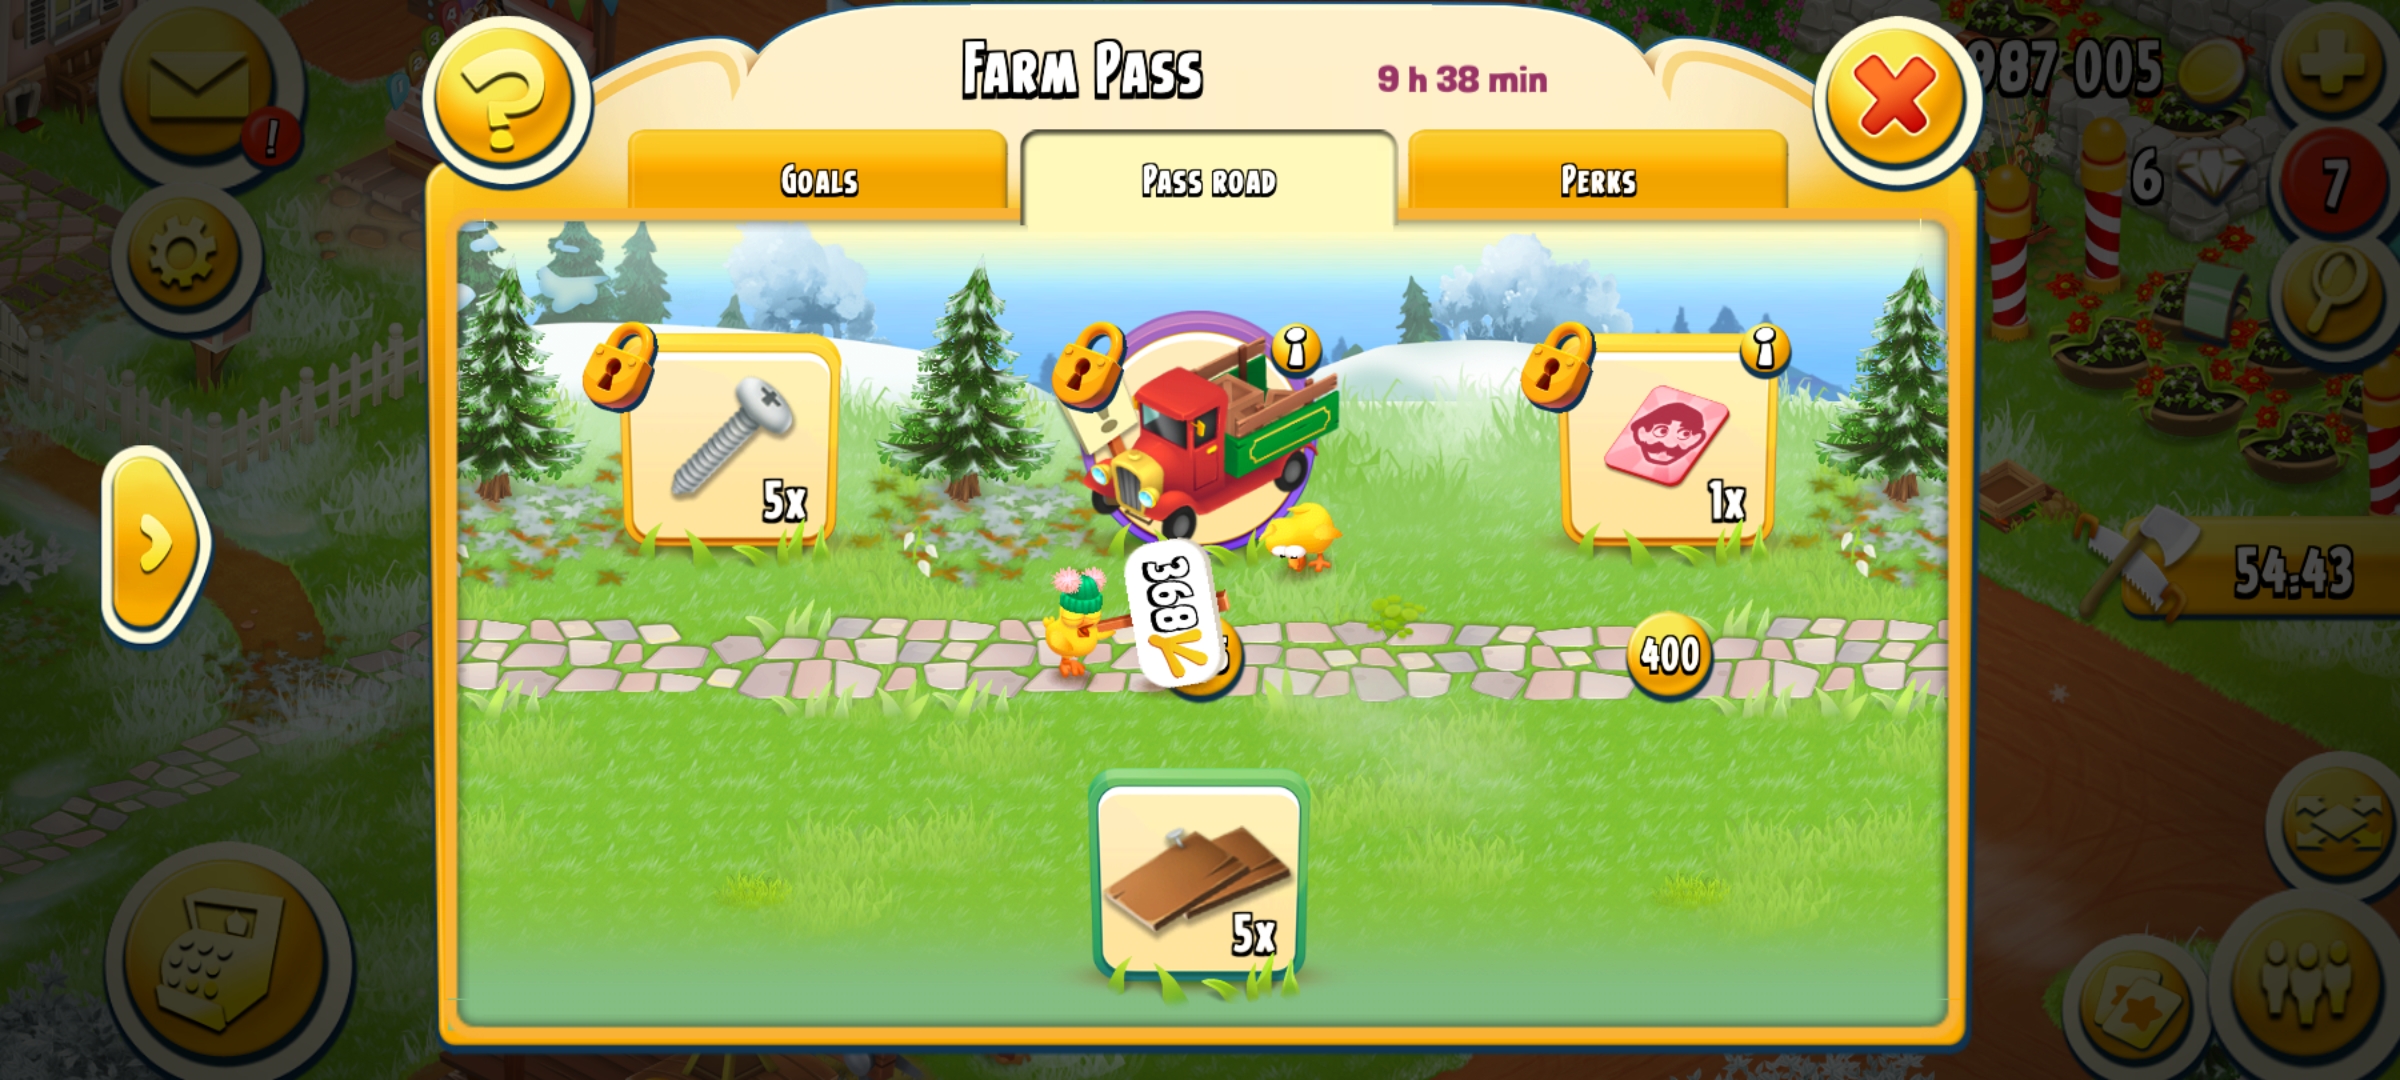 FARM PASS
9 h 38 min
987 005
GOALS
PASS ROAD
PERKS
6
7
5x
1x
54:43
368
400
5x